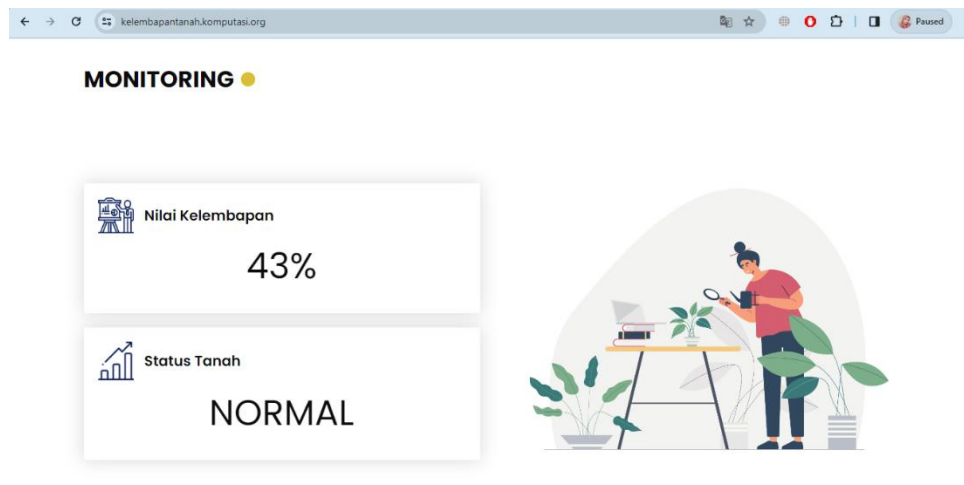 kelembapantanah.komputasi.org
Paused
MONITORING
Nilai Kelembapan
43%
Status Tanah
NORMAL